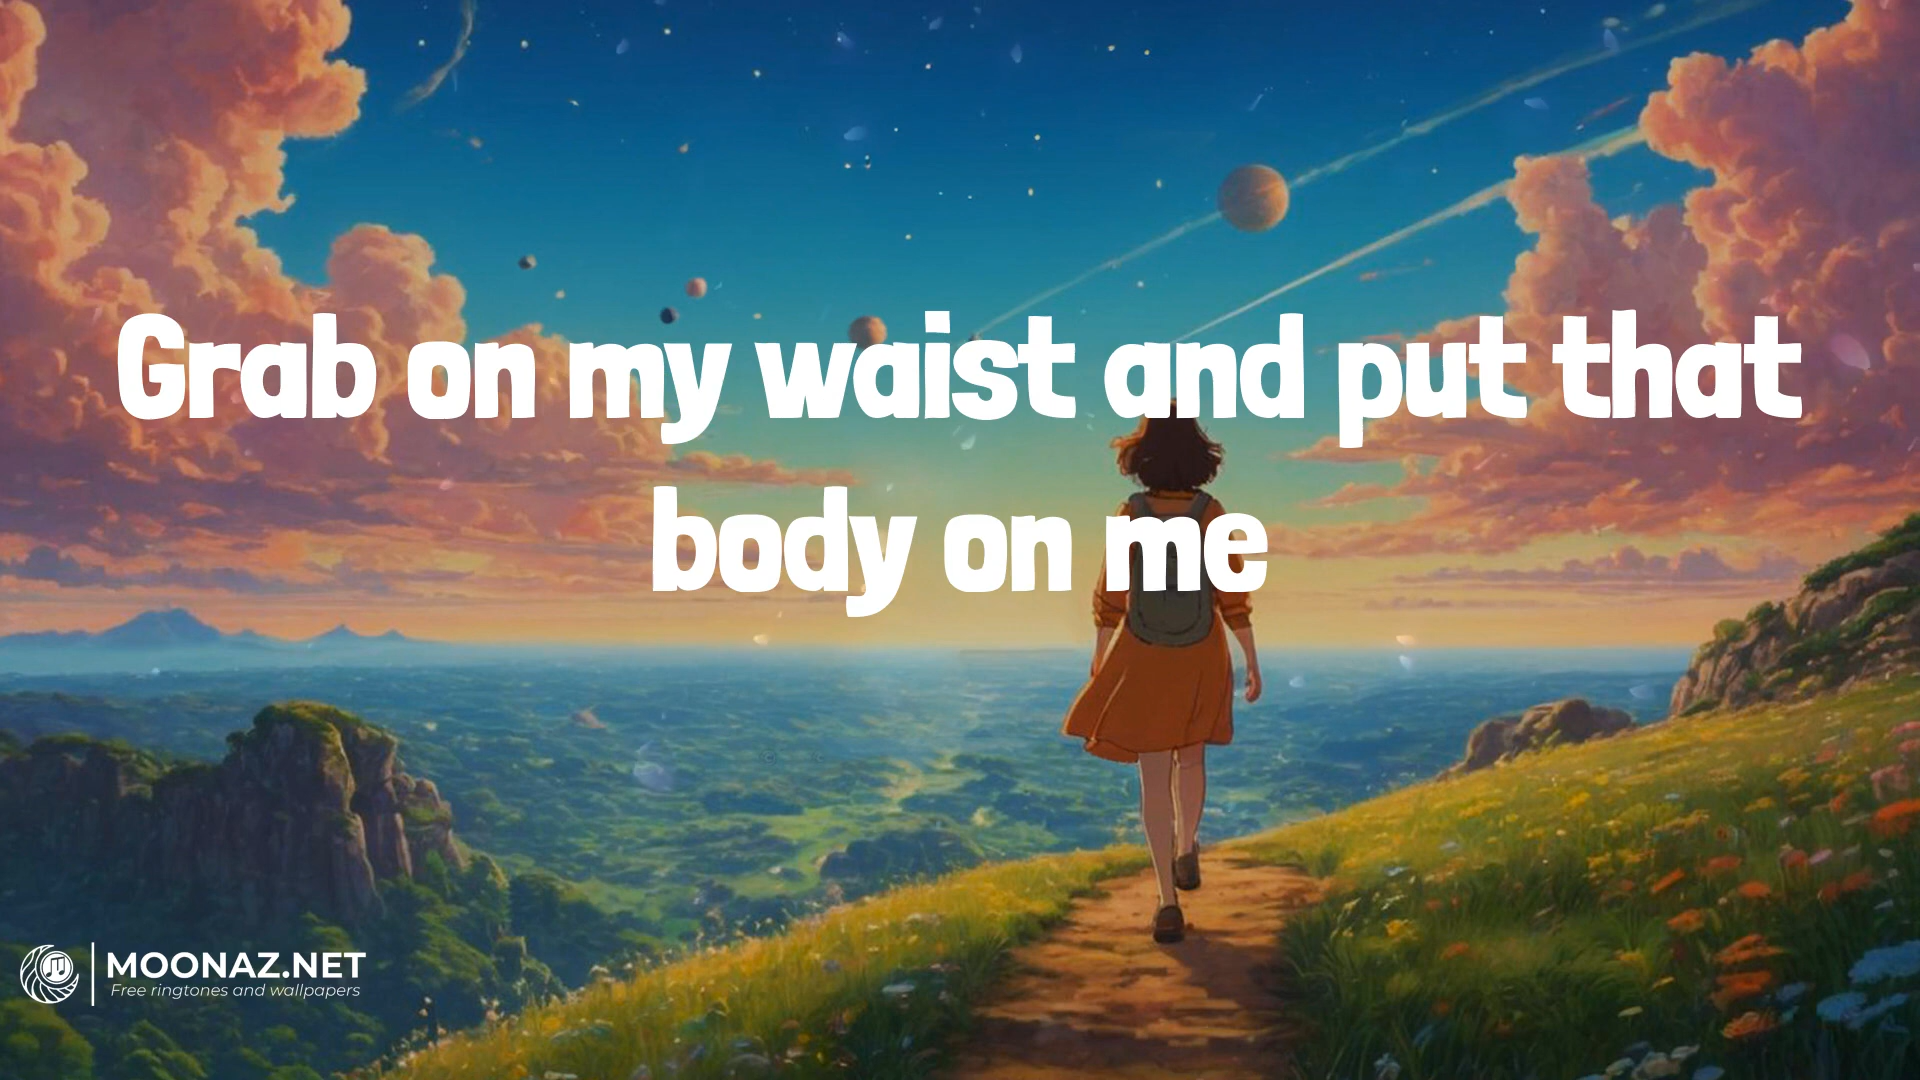 Grab on my waist and put that
body on me
MOONAZ.NET
Free ringtones and wallpapers